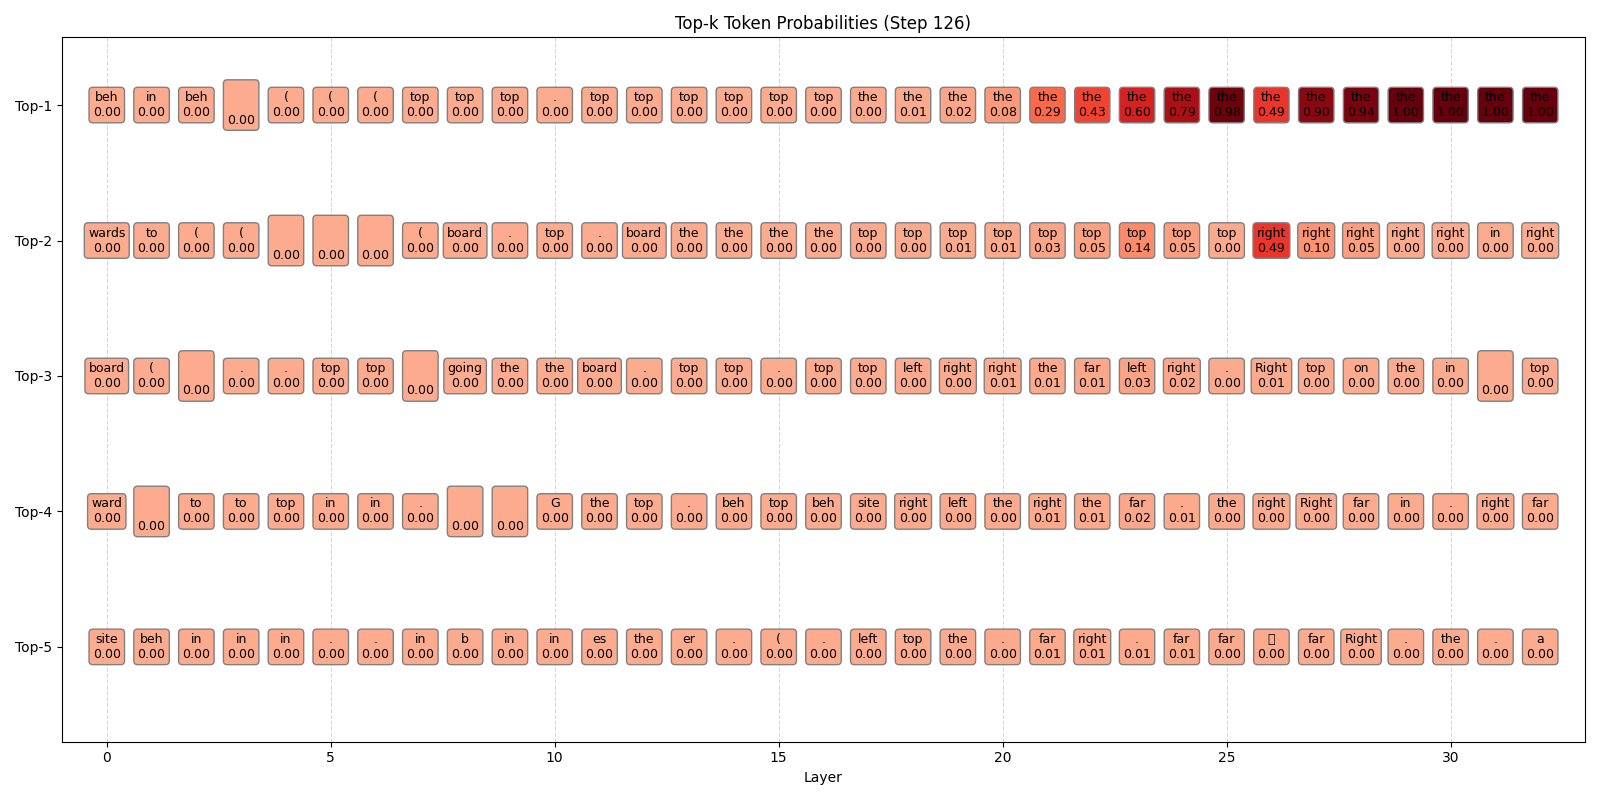 Top-k Token Probabilities (Step 126)
Top-1
beh in beh ( ( ( top top top . top top top top top top the the the the the the the the the the the the the the the the
0.00 0.00 0.00 0.00 0.00 0.00 0.00 0.00 0.00 0.00 0.00 0.00 0.00 0.00 0.00 0.00 0.00 0.00 0.01 0.02 0.08 0.29 0.43 0.60 0.79 0.98 0.49 0.90 0.94 1.00 1.00 1.00 1.00
Top-2
wards to ( ( ( board . top . board the the the the top top top top top top top top top right right right right right in right
0.00 0.00 0.00 0.00 0.00 0.00 0.00 0.00 0.00 0.00 0.00 0.00 0.00 0.00 0.00 0.00 0.00 0.00 0.00 0.01 0.01 0.03 0.05 0.14 0.05 0.00 0.49 0.10 0.05 0.00 0.00 0.00 0.00
Top-3
board ( . . top top going the the board . top top . top top left right right the far left right . Right top on the in top
0.00 0.00 0.00 0.00 0.00 0.00 0.00 0.00 0.00 0.00 0.00 0.00 0.00 0.00 0.00 0.00 0.00 0.00 0.00 0.00 0.01 0.01 0.01 0.03 0.02 0.00 0.01 0.00 0.00 0.00 0.00 0.00 0.00
Top-4
ward to to top in in . G the top . beh top beh site right left the right the far . the right Right far in . right far
0.00 0.00 0.00 0.00 0.00 0.00 0.00 0.00 0.00 0.00 0.00 0.00 0.00 0.00 0.00 0.00 0.00 0.00 0.00 0.00 0.00 0.01 0.01 0.02 0.01 0.00 0.00 0.00 0.00 0.00 0.00 0.00 0.00
Top-5
site beh in in in . . in b in in es the er . ( . left top the . far right . far far far Right . the . a
0.00 0.00 0.00 0.00 0.00 0.00 0.00 0.00 0.00 0.00 0.00 0.00 0.00 0.00 0.00 0.00 0.00 0.00 0.00 0.00 0.00 0.01 0.01 0.01 0.01 0.00 0.00 0.00 0.00 0.00 0.00 0.00 0.00
0 5 10 15 20 25 30
Layer